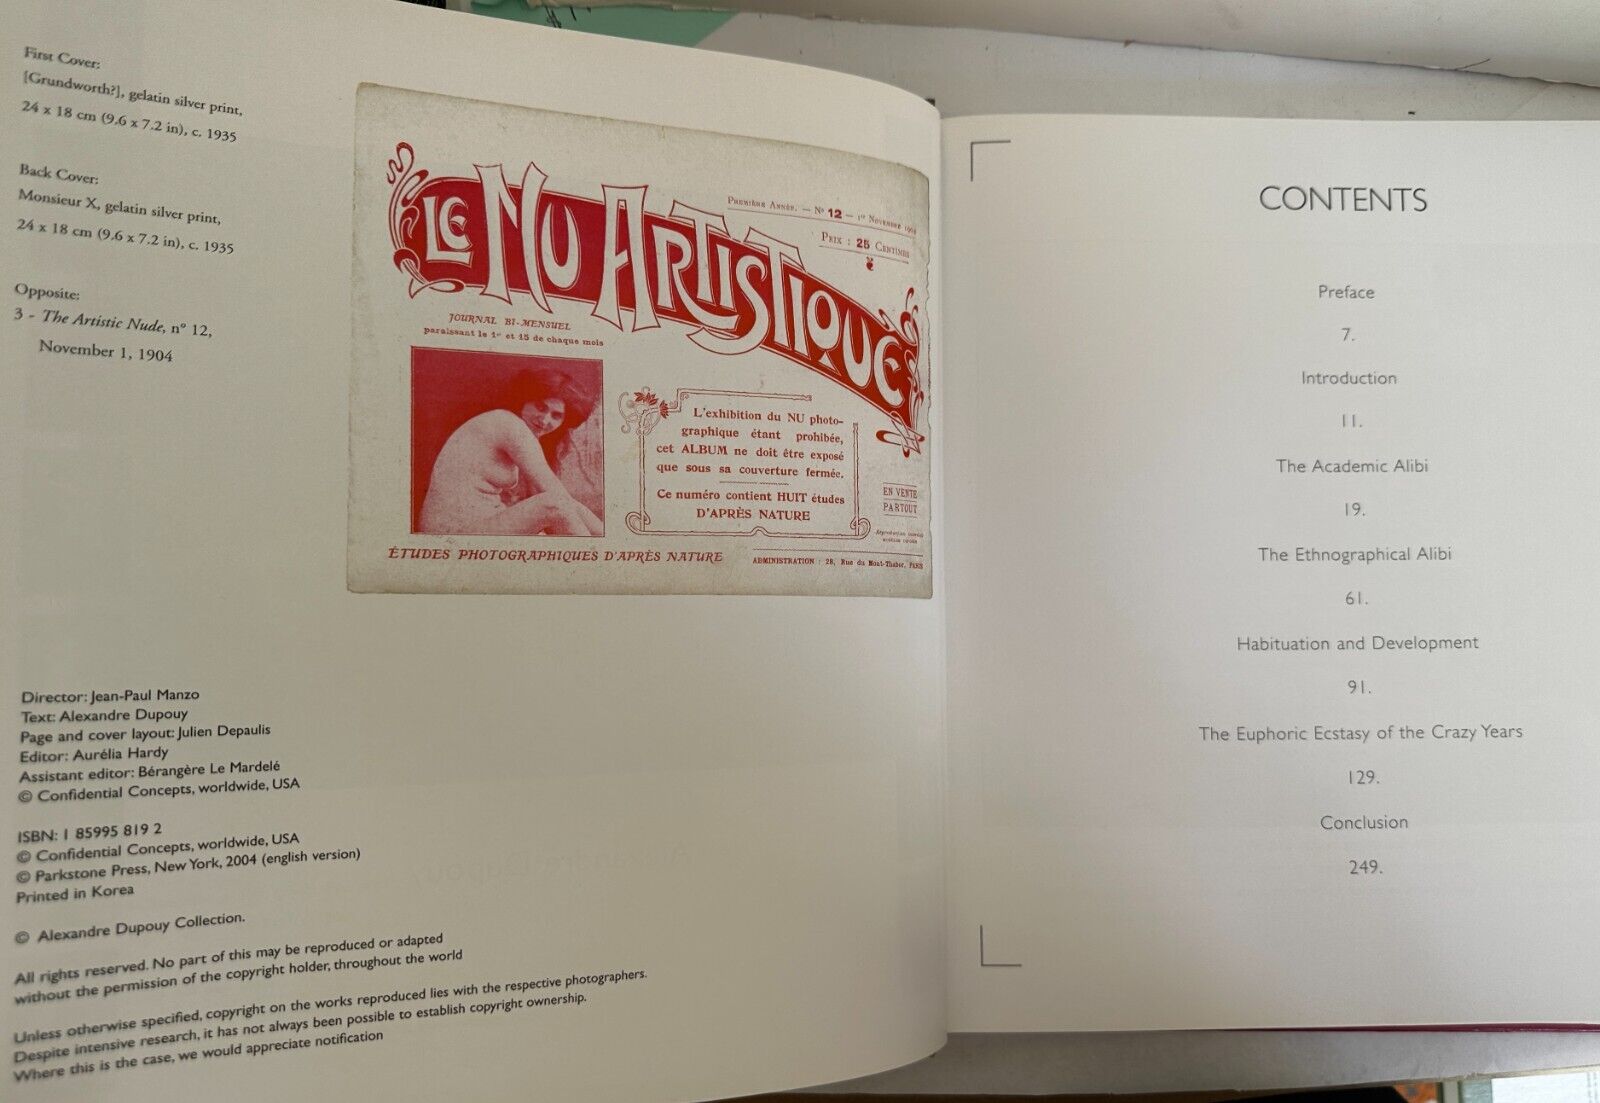 First Cover:
[Grundworth?], gelatin silver print,
24 x 18 cm (9.6 x 7.2 in), c. 1935
Back Cover:
Monsieur X, gelatin silver print,
24 x 18 cm (9.6 x 7.2 in), c. 1935
Opposite:
3 - The Artistic Nude, nº 12,
November 1, 1904
LE NU ARTISTIQUE
PREMIÈRE ANNÉE. — Nº 12 — 1er NOVEMBRE 1904
PRIX : 25 CENTIMES
JOURNAL BI-MENSUEL
paraissant le 1er et 15 de chaque mois
L'exhibition du NU photo-
graphique étant prohibée,
cet ALBUM ne doit être exposé
que sous sa couverture fermée.
Ce numéro contient HUIT études
D'APRÈS NATURE
EN VENTE
PARTOUT
ÉTUDES PHOTOGRAPHIQUES D'APRÈS NATURE
ADMINISTRATION : 28, Rue du Mont-Thabor, PARIS
Director: Jean-Paul Manzo
Text: Alexandre Dupouy
Page and cover layout: Julien Depaulis
Editor: Aurélia Hardy
Assistant editor: Bérangère Le Mardelé
© Confidential Concepts, worldwide, USA
ISBN: 1 85995 819 2
© Confidential Concepts, worldwide, USA
© Parkstone Press, New York, 2004 (english version)
Printed in Korea
© Alexandre Dupouy Collection.
All rights reserved. No part of this may be reproduced or adapted
without the permission of the copyright holder, throughout the world
Unless otherwise specified, copyright on the works reproduced lies with the respective photographers.
Despite intensive research, it has not always been possible to establish copyright ownership.
Where this is the case, we would appreciate notification
CONTENTS
Preface
7.
Introduction
11.
The Academic Alibi
19.
The Ethnographical Alibi
61.
Habituation and Development
91.
The Euphoric Ecstasy of the Crazy Years
129.
Conclusion
249.